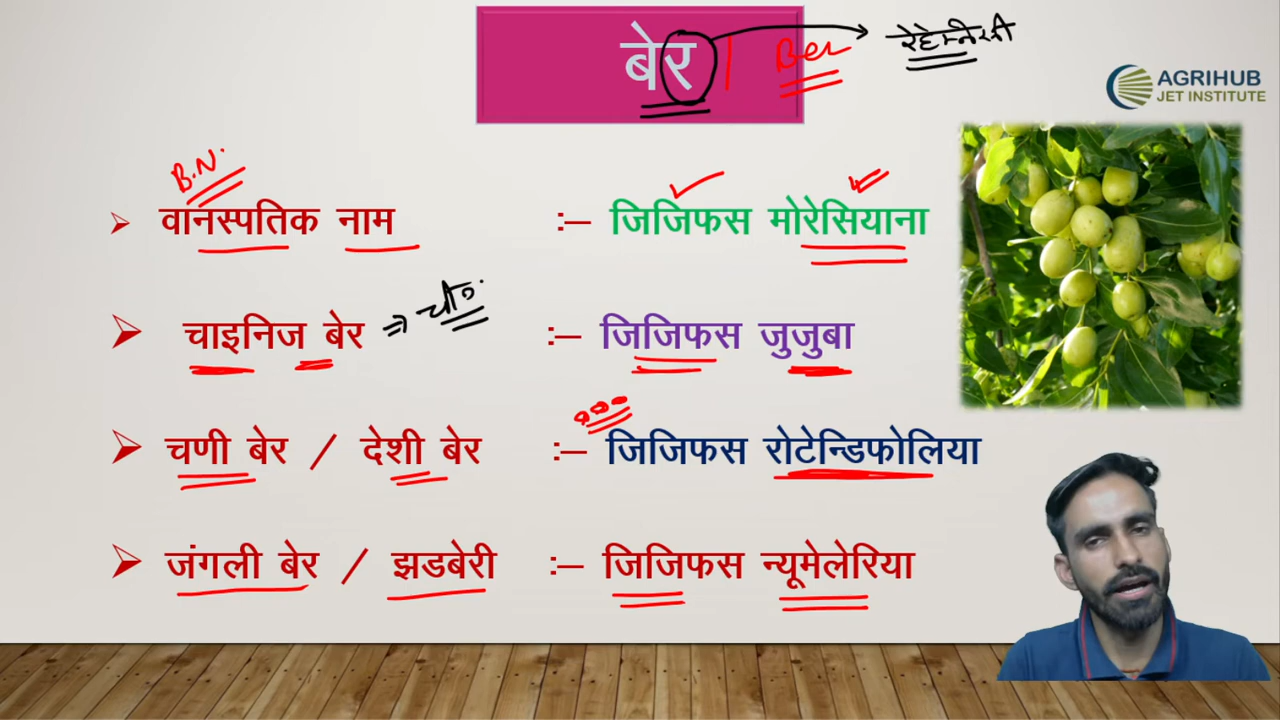 बेर | Ber रेहेम्नेसी
AGRIHUB
JET INSTITUTE
B.N.
वानस्पतिक नाम :– जिजिफस मोरेसियाना
चाइनिज बेर ⇒ :– जिजिफस जुजुबा
चणी बेर / देशी बेर :– जिजिफस रोटेन्डिफोलिया
जंगली बेर / झडबेरी :– जिजिफस न्यूमेलेरिया